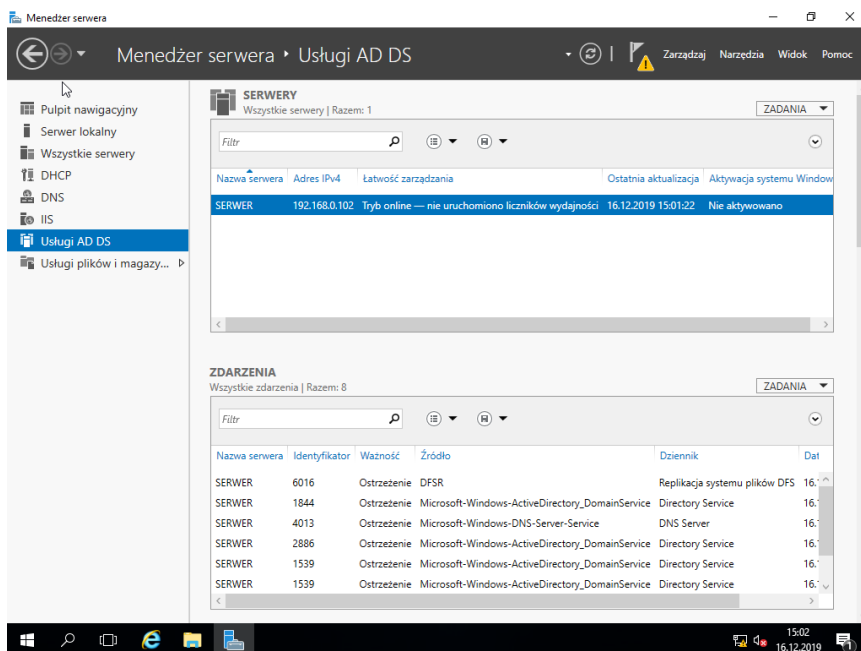 Menedżer serwera
Menedżer serwera ‣ Usługi AD DS
Zarządzaj Narzędzia Widok Pomoc
Pulpit nawigacyjny
Serwer lokalny
Wszystkie serwery
DHCP
DNS
IIS
Usługi AD DS
Usługi plików i magazy...
SERWERY
Wszystkie serwery | Razem: 1
ZADANIA
Filtr
Nazwa serwera Adres IPv4 Łatwość zarządzania Ostatnia aktualizacja Aktywacja systemu Window
SERWER 192.168.0.102 Tryb online — nie uruchomiono liczników wydajności 16.12.2019 15:01:22 Nie aktywowano
ZDARZENIA
Wszystkie zdarzenia | Razem: 8
ZADANIA
Filtr
Nazwa serwera Identyfikator Ważność Źródło Dziennik Dat
SERWER 6016 Ostrzeżenie DFSR Replikacja systemu plików DFS 16.
SERWER 1844 Ostrzeżenie Microsoft-Windows-ActiveDirectory_DomainService Directory Service 16.
SERWER 4013 Ostrzeżenie Microsoft-Windows-DNS-Server-Service DNS Server 16.
SERWER 2886 Ostrzeżenie Microsoft-Windows-ActiveDirectory_DomainService Directory Service 16.
SERWER 1539 Ostrzeżenie Microsoft-Windows-ActiveDirectory_DomainService Directory Service 16.
SERWER 1539 Ostrzeżenie Microsoft-Windows-ActiveDirectory_DomainService Directory Service 16.
15:02
16.12.2019